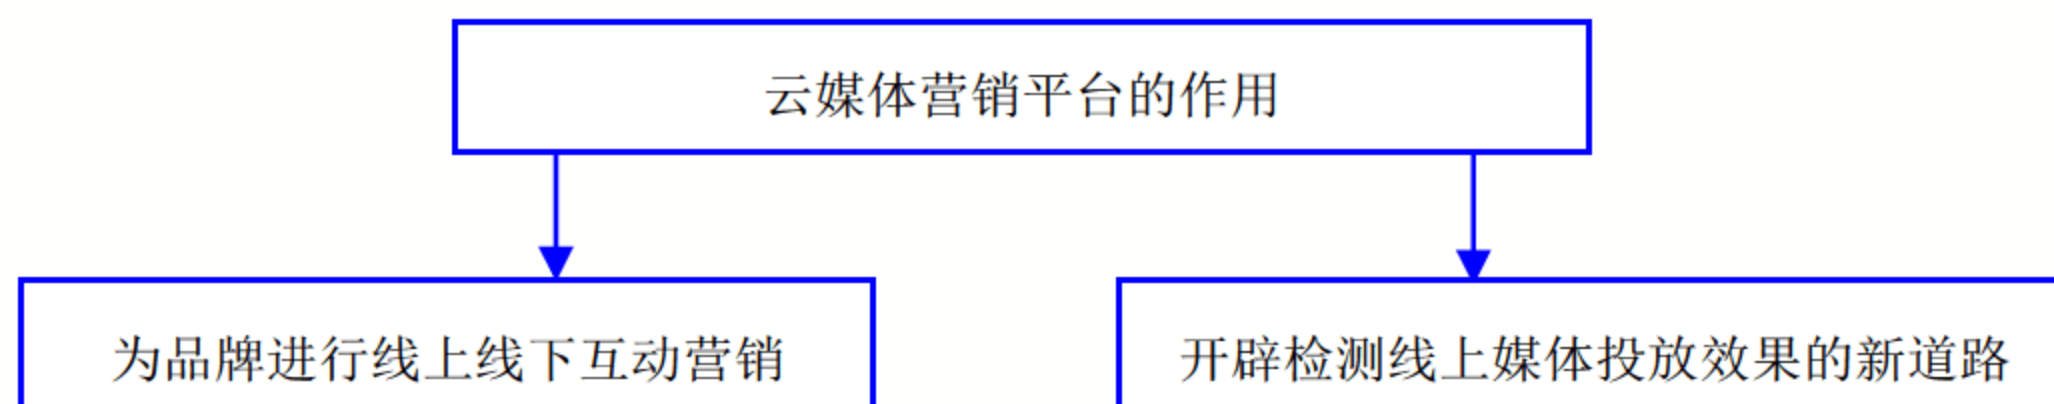 云媒体营销平台的作用
为品牌进行线上线下互动营销
开辟检测线上媒体投放效果的新道路